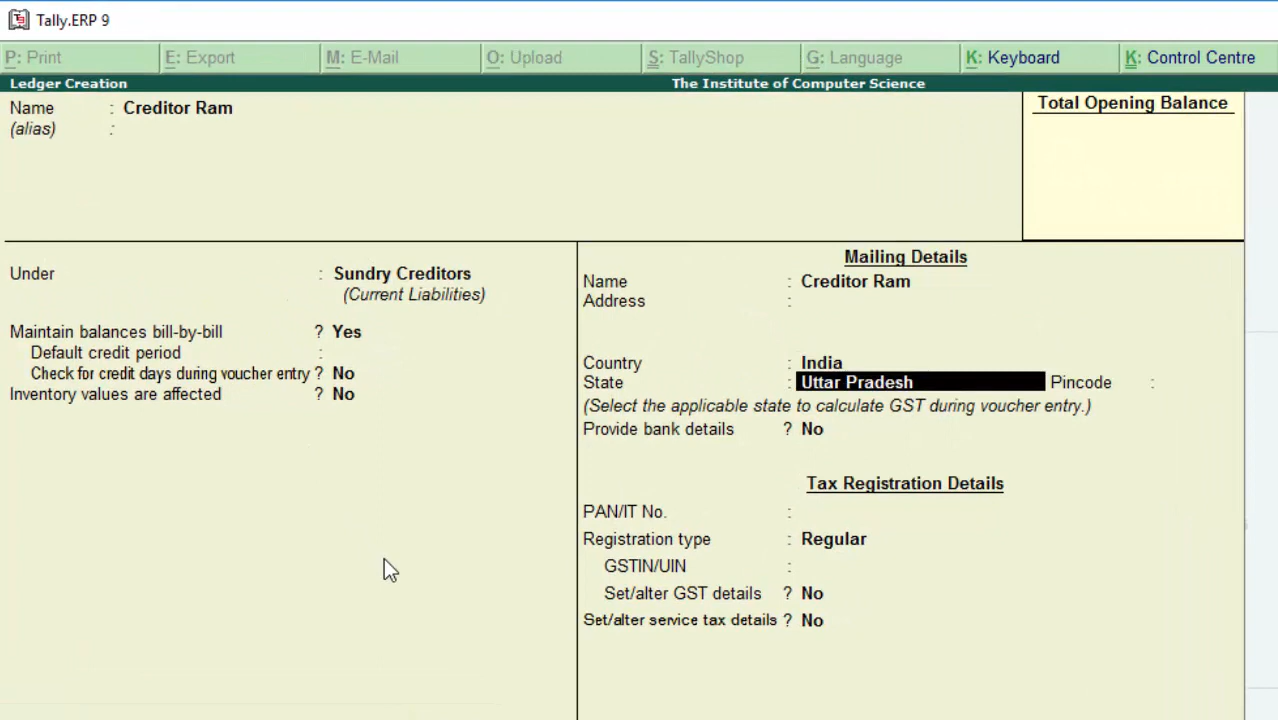 Tally.ERP 9
P: Print E: Export M: E-Mail O: Upload S: TallyShop G: Language K: Keyboard K: Control Centre
Ledger Creation The Institute of Computer Science
Name : Creditor Ram
(alias) :
Total Opening Balance
Under : Sundry Creditors
(Current Liabilities)
Maintain balances bill-by-bill ? Yes
Default credit period :
Check for credit days during voucher entry ? No
Inventory values are affected ? No
Mailing Details
Name : Creditor Ram
Address :
Country : India
State : Uttar Pradesh Pincode :
(Select the applicable state to calculate GST during voucher entry.)
Provide bank details ? No
Tax Registration Details
PAN/IT No. :
Registration type : Regular
GSTIN/UIN :
Set/alter GST details ? No
Set/alter service tax details ? No